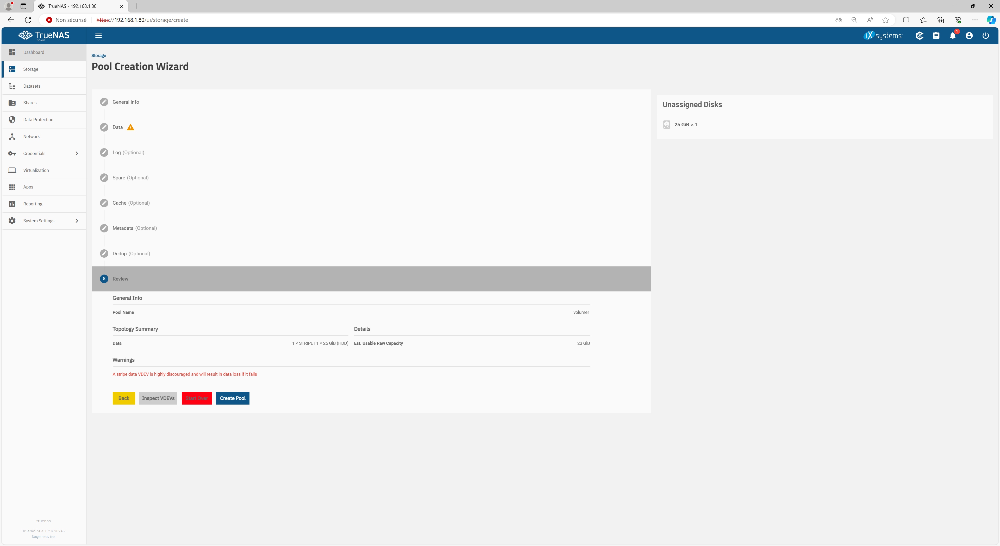 TrueNAS - 192.168.1.80
Non sécurisé
https://192.168.1.80/ui/storage/create
TrueNAS
SCALE
iXsystems
1
Dashboard
Storage
Datasets
Shares
Data Protection
Network
Credentials
Virtualization
Apps
Reporting
System Settings
truenas
TrueNAS SCALE ® © 2024 -
iXsystems, Inc
Storage
Pool Creation Wizard
General Info
Data
Log (Optional)
Spare (Optional)
Cache (Optional)
Metadata (Optional)
Dedup (Optional)
8 Review
General Info
Pool Name volume1
Topology Summary Details
Data 1 × STRIPE | 1 × 25 GiB (HDD) Est. Usable Raw Capacity 23 GiB
Warnings
A stripe data VDEV is highly discouraged and will result in data loss if it fails
Back Inspect VDEVs Start Over Create Pool
Unassigned Disks
25 GiB × 1